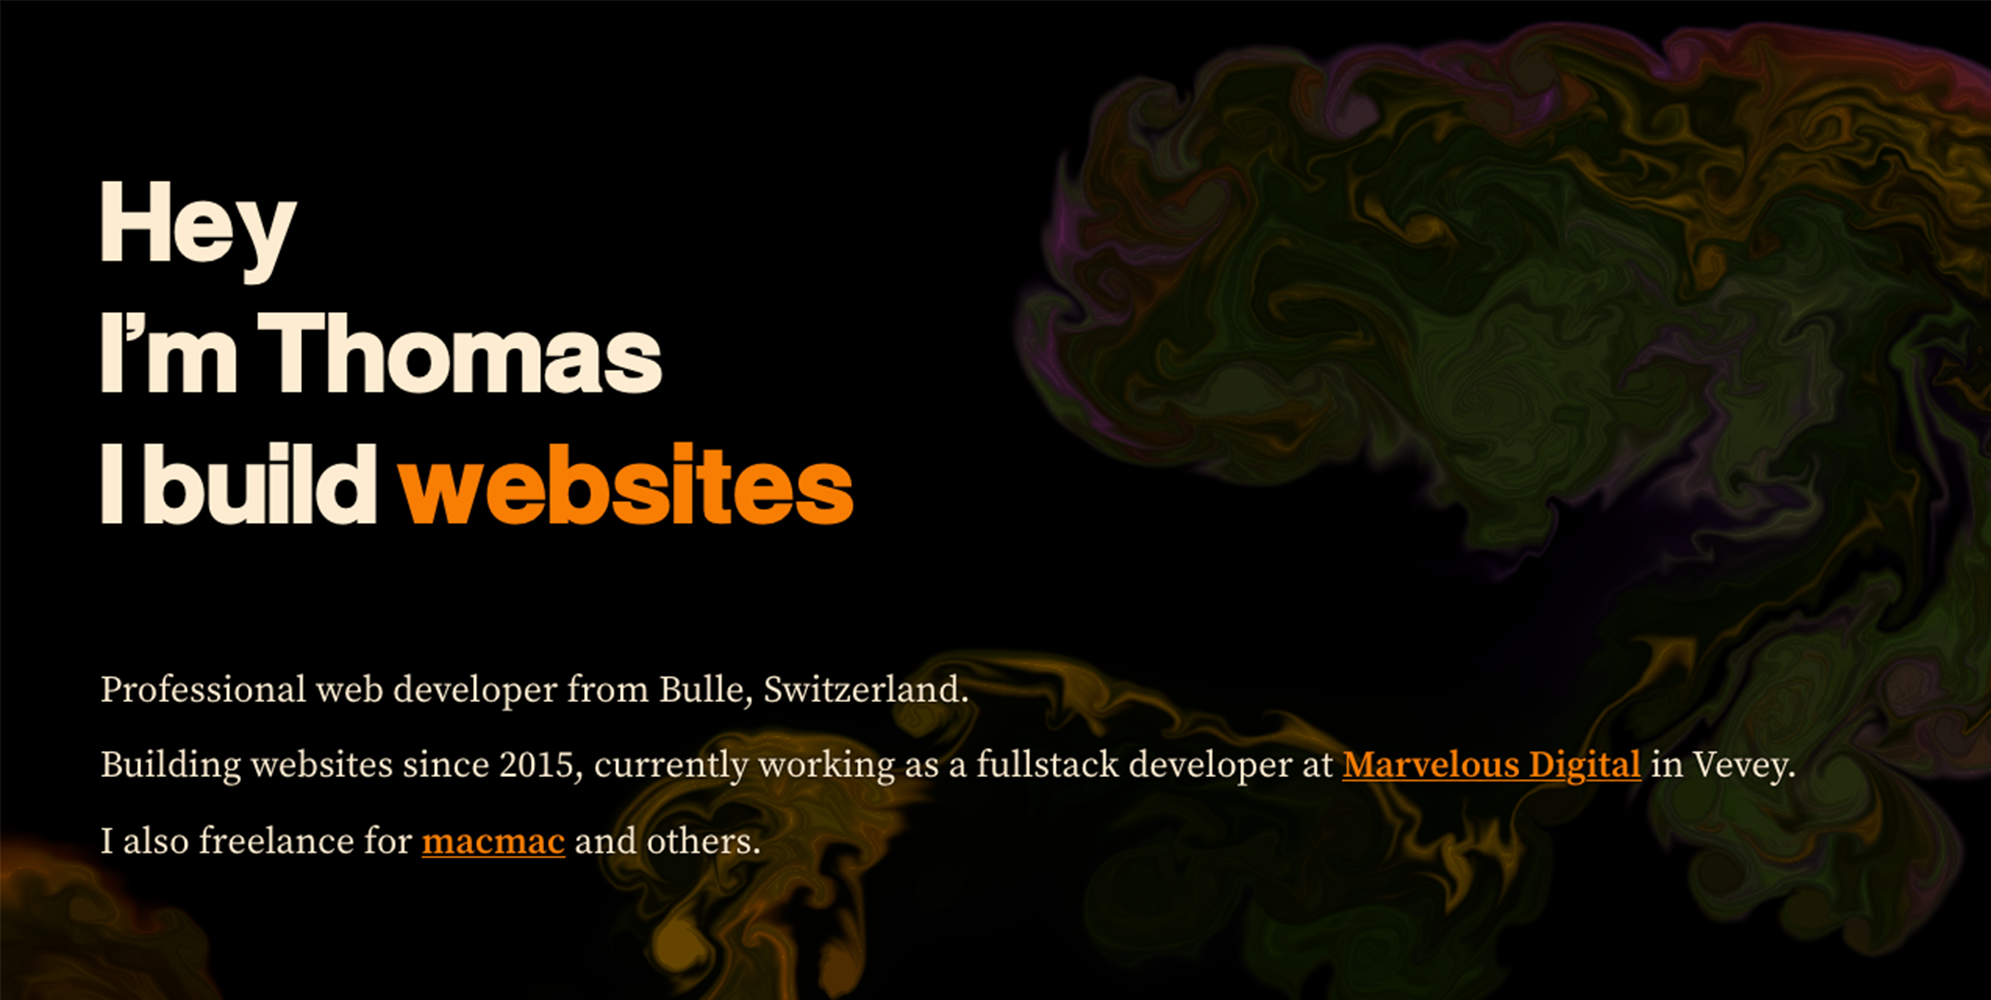 Hey
I’m Thomas
I build websites
Professional web developer from Bulle, Switzerland.
Building websites since 2015, currently working as a fullstack developer at Marvelous Digital in Vevey.
I also freelance for macmac and others.